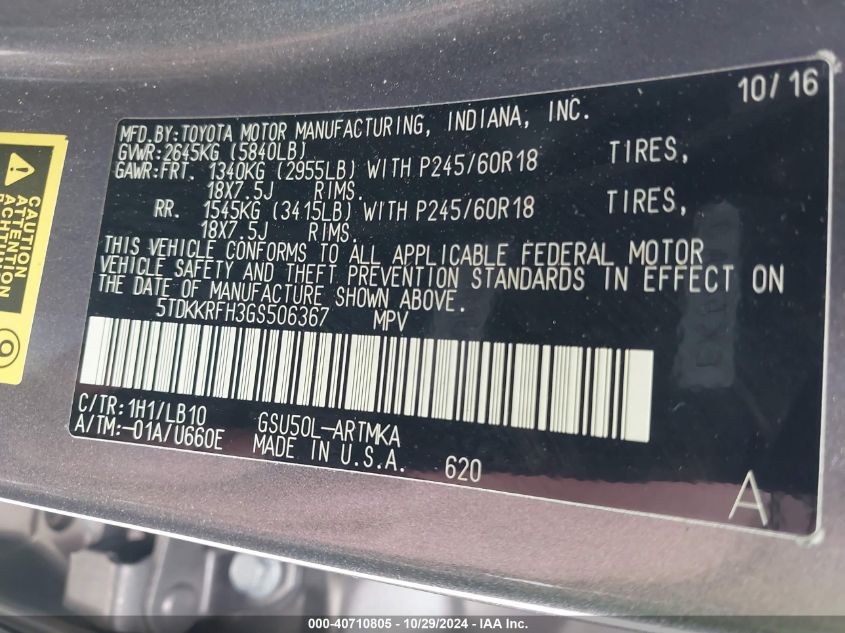 10/16
MFD.BY:TOYOTA MOTOR MANUFACTURING, INDIANA, INC.
GVWR:2645KG (5840LB)
GAWR:FRT. 1340KG (2955LB) WITH P245/60R18 TIRES,
18X7.5J RIMS.
RR. 1545KG (3415LB) WITH P245/60R18 TIRES,
18X7.5J RIMS.
THIS VEHICLE CONFORMS TO ALL APPLICABLE FEDERAL MOTOR
VEHICLE SAFETY AND THEFT PREVENTION STANDARDS IN EFFECT ON
THE DATE OF MANUFACTURE SHOWN ABOVE.
5TDKKRFH3GS506367 MPV
C/TR:1H1/LB10 GSU50L-ARTMKA
A/TM:-01A/U660E MADE IN U.S.A. 620
A
CAUTION
ATTENTION
000-40710805 - 10/29/2024 - IAAI Inc.